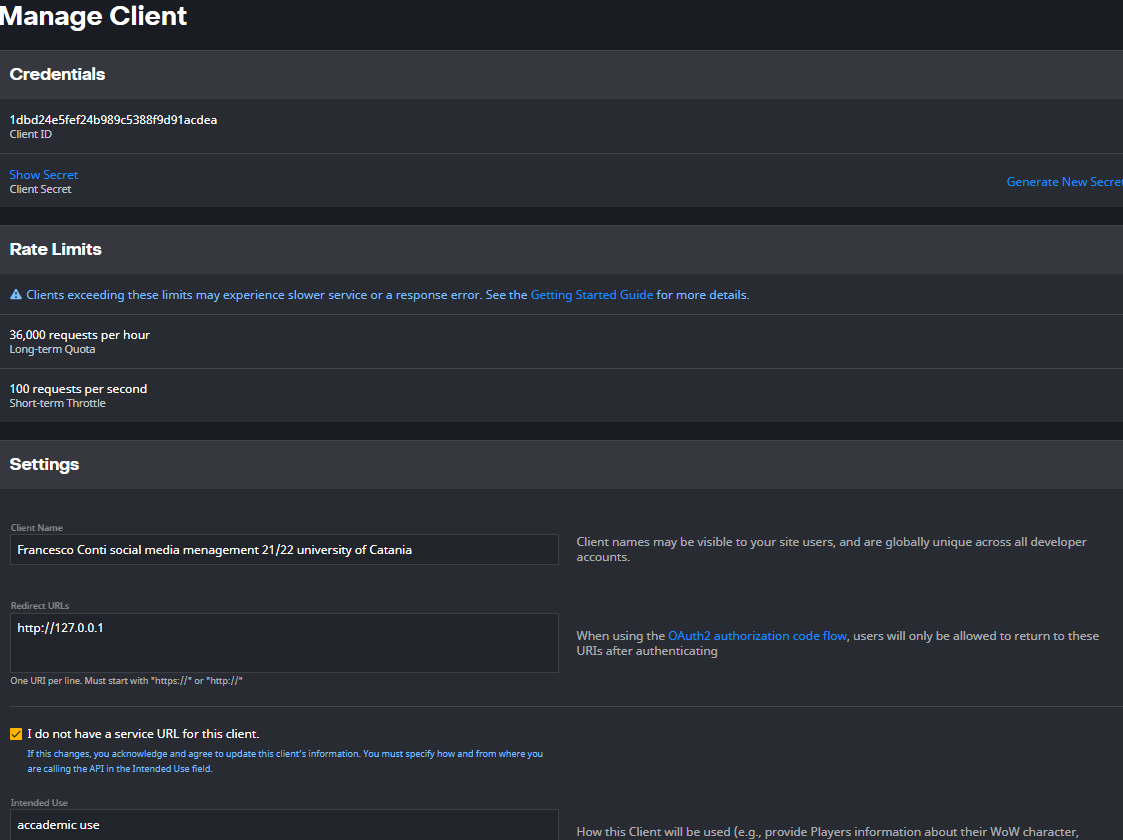 Manage Client
Credentials
1dbd24e5fef24b989c5388f9d91acdea
Client ID
Show Secret
Client Secret
Generate New Secret
Rate Limits
Clients exceeding these limits may experience slower service or a response error. See the Getting Started Guide for more details.
36,000 requests per hour
Long-term Quota
100 requests per second
Short-term Throttle
Settings
Client Name
Francesco Conti social media menagement 21/22 university of Catania
Client names may be visible to your site users, and are globally unique across all developer
accounts.
Redirect URLs
http://127.0.0.1
When using the OAuth2 authorization code flow, users will only be allowed to return to these
URIs after authenticating
One URI per line. Must start with "https://" or "http://"
I do not have a service URL for this client.
If this changes, you acknowledge and agree to update this client's information. You must specify how and from where you
are calling the API in the Intended Use field.
Intended Use
accademic use
How this Client will be used (e.g., provide Players information about their WoW character,